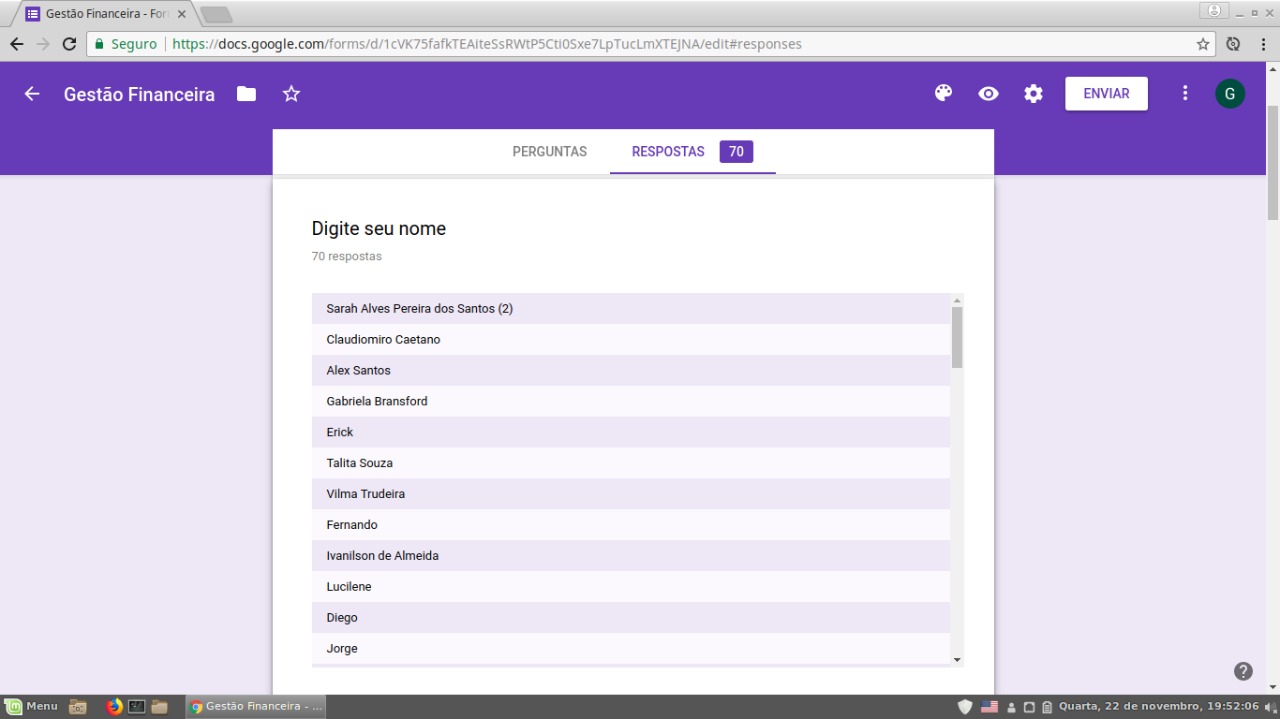 Gestão Financeira - For
Seguro
https://docs.google.com/forms/d/1cVK75fafkTEAiteSsRWtP5Cti0Sxe7LpTucLmXTEJNA/edit#responses
Gestão Financeira
ENVIAR
G
PERGUNTAS
RESPOSTAS
70
Digite seu nome
70 respostas
Sarah Alves Pereira dos Santos (2)
Claudiomiro Caetano
Alex Santos
Gabriela Bransford
Erick
Talita Souza
Vilma Trudeira
Fernando
Ivanilson de Almeida
Lucilene
Diego
Jorge
Menu
Gestão Financeira - ...
Quarta, 22 de novembro, 19:52:06